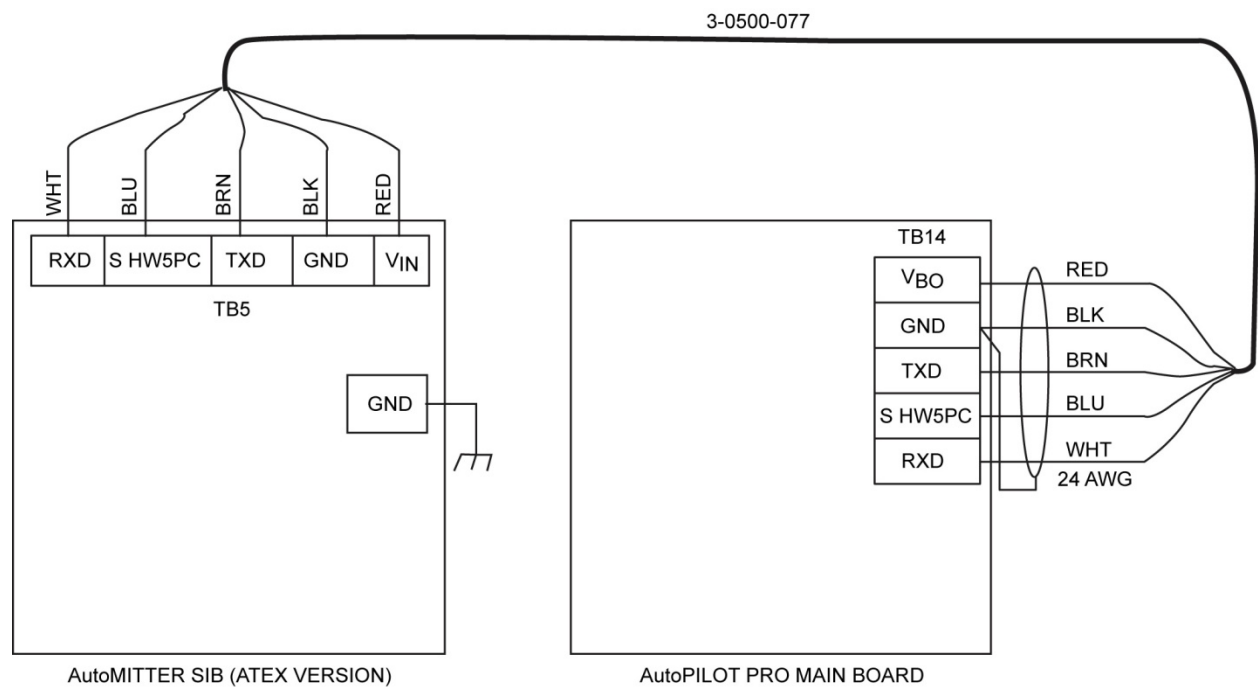 3-0500-077
WHT
BLU
BRN
BLK
RED
RXD S HW5PC TXD GND VIN
TB5
GND
AutoMITTER SIB (ATEX VERSION)
TB14
VBO
GND
TXD
S HW5PC
RXD
RED
BLK
BRN
BLU
WHT
24 AWG
AutoPILOT PRO MAIN BOARD